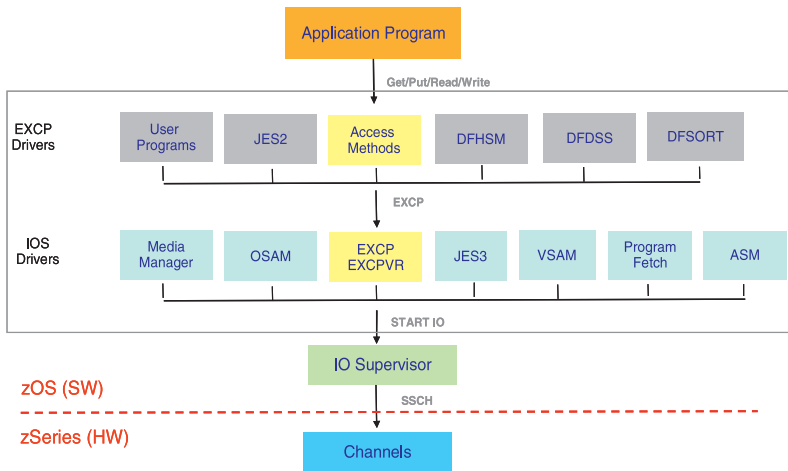 Application Program
Get/Put/Read/Write
EXCP
Drivers
User
Programs
JES2
Access
Methods
DFHSM
DFDSS
DFSORT
EXCP
IOS
Drivers
Media
Manager
OSAM
EXCP
EXCPVR
JES3
VSAM
Program
Fetch
ASM
START IO
IO Supervisor
zOS (SW)
SSCH
zSeries (HW)
Channels